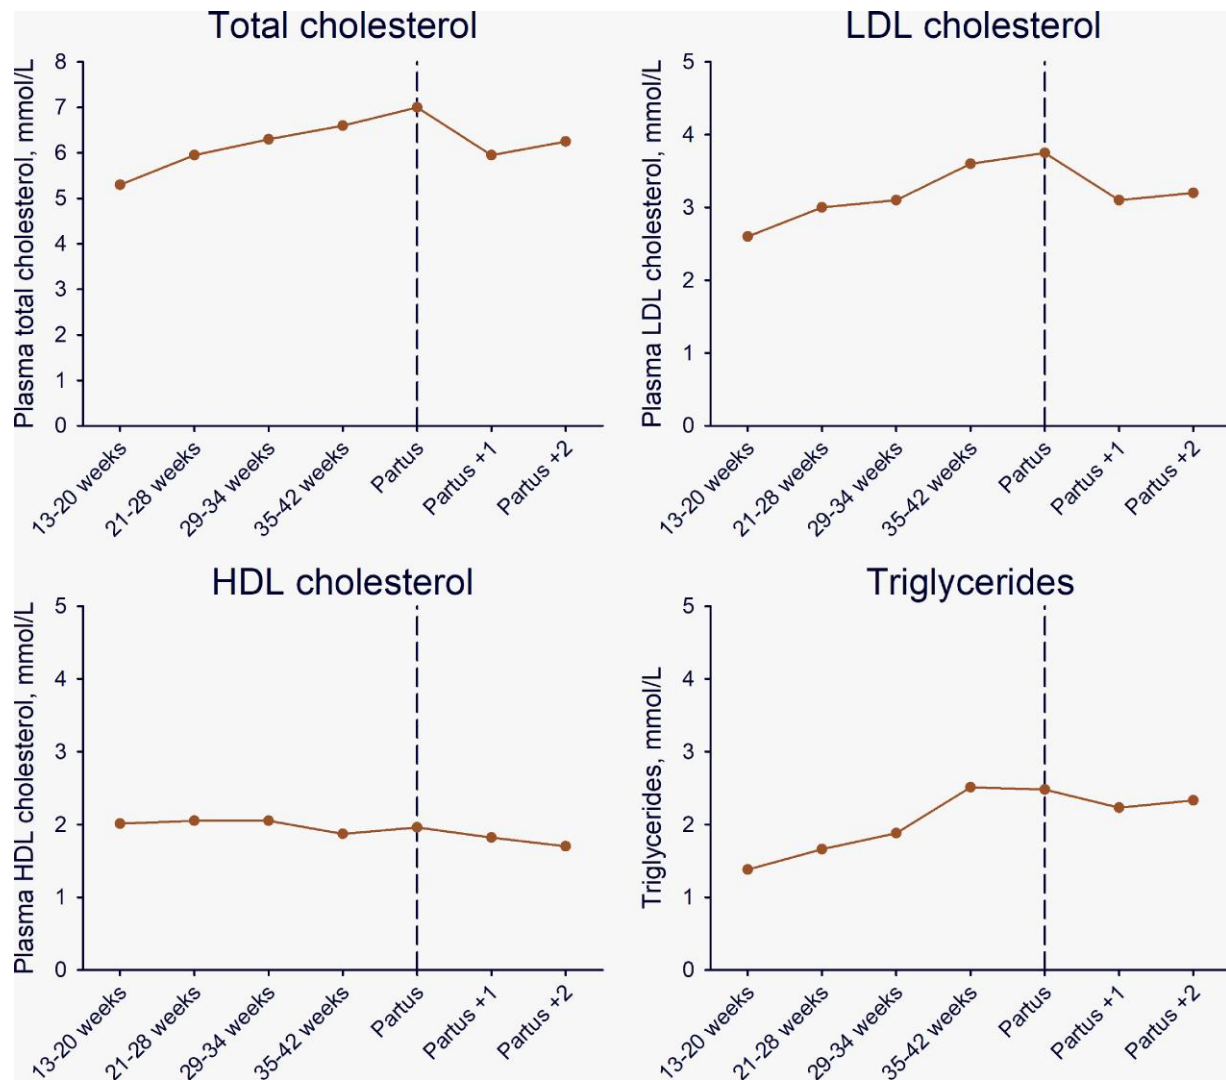 Total cholesterol
Plasma total cholesterol, mmol/L
8
7
6
5
4
3
2
1
0
13-20 weeks
21-28 weeks
29-34 weeks
35-42 weeks
Partus
Partus +1
Partus +2
LDL cholesterol
Plasma LDL cholesterol, mmol/L
5
4
3
2
1
0
13-20 weeks
21-28 weeks
29-34 weeks
35-42 weeks
Partus
Partus +1
Partus +2
HDL cholesterol
Plasma HDL cholesterol, mmol/L
5
4
3
2
1
0
13-20 weeks
21-28 weeks
29-34 weeks
35-42 weeks
Partus
Partus +1
Partus +2
Triglycerides
Triglycerides, mmol/L
5
4
3
2
1
0
13-20 weeks
21-28 weeks
29-34 weeks
35-42 weeks
Partus
Partus +1
Partus +2